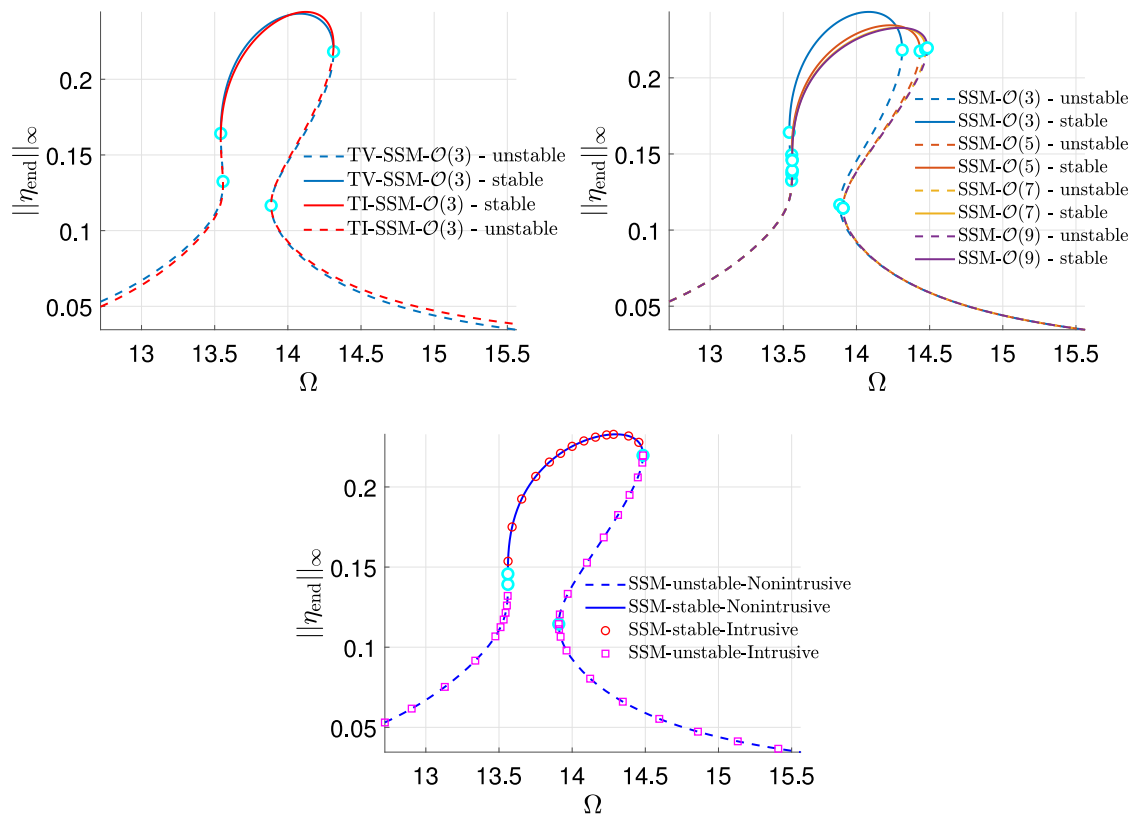 0.2
0.15
0.1
0.05
||η_end||_∞
13
13.5
14
14.5
15
15.5
Ω
TV-SSM-𝒪(3) - unstable
TV-SSM-𝒪(3) - stable
TI-SSM-𝒪(3) - stable
TI-SSM-𝒪(3) - unstable
0.2
0.15
0.1
0.05
||η_end||_∞
13
13.5
14
14.5
15
15.5
Ω
SSM-𝒪(3) - unstable
SSM-𝒪(3) - stable
SSM-𝒪(5) - unstable
SSM-𝒪(5) - stable
SSM-𝒪(7) - unstable
SSM-𝒪(7) - stable
SSM-𝒪(9) - unstable
SSM-𝒪(9) - stable
0.2
0.15
0.1
0.05
||η_end||_∞
13
13.5
14
14.5
15
15.5
Ω
SSM-unstable-Nonintrusive
SSM-stable-Nonintrusive
SSM-stable-Intrusive
SSM-unstable-Intrusive